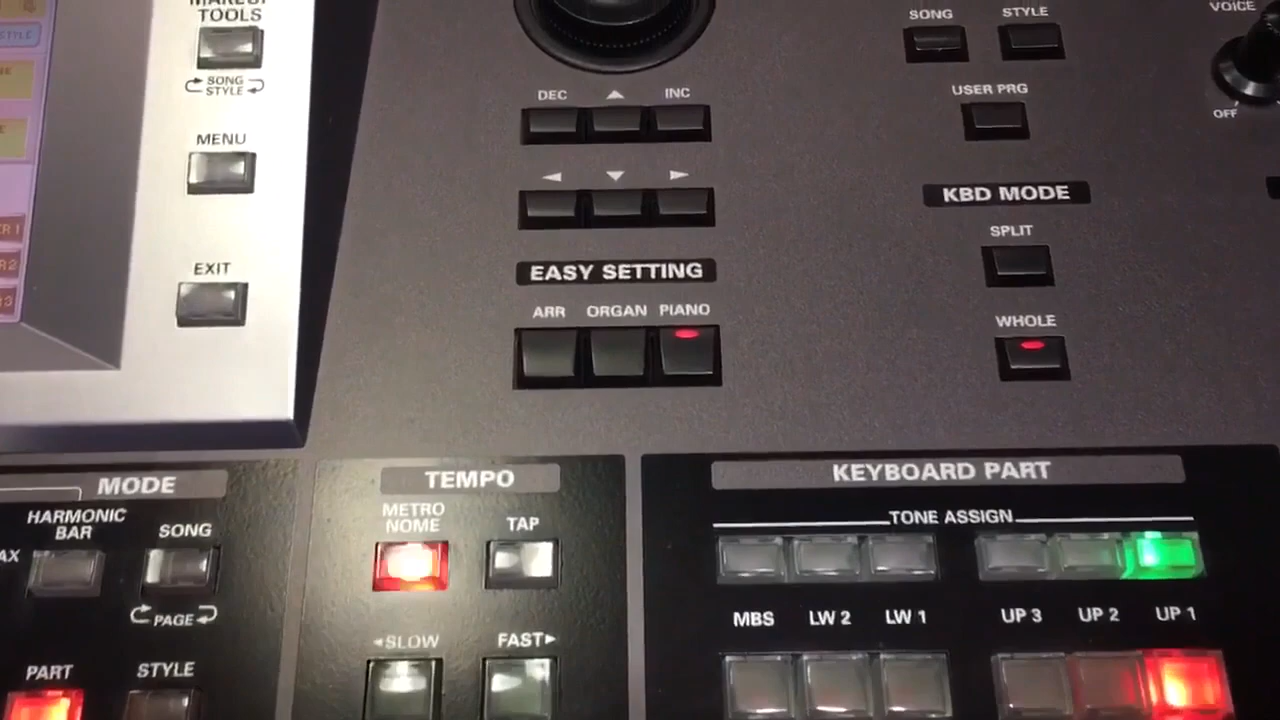 TOOLS
SONG
STYLE
VOICE
STYLE
SONG
STYLE
DEC
INC
USER PRG
OFF
MENU
KBD MODE
SPLIT
EXIT
EASY SETTING
ARR ORGAN PIANO
WHOLE
MODE
TEMPO
KEYBOARD PART
HARMONIC
BAR
SONG
METRO
NOME
TAP
TONE ASSIGN
PAGE
MBS LW 2 LW 1 UP 3 UP 2 UP 1
SLOW FAST
PART STYLE